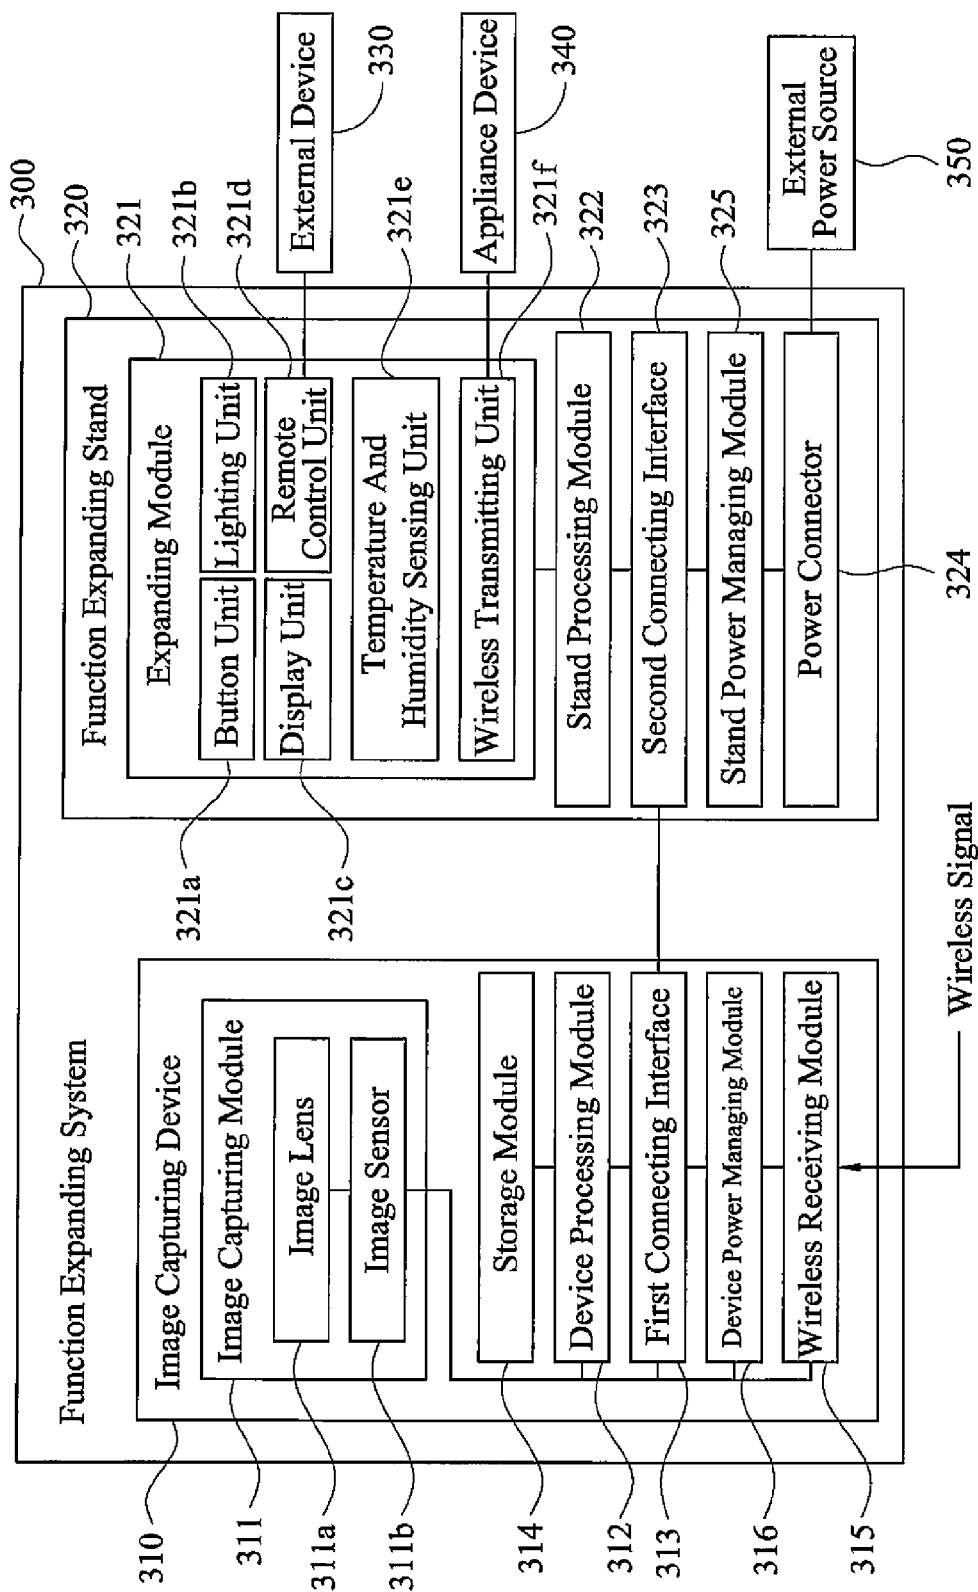 Function Expanding System
300
Image Capturing Device
310
Image Capturing Module
311
Image Lens
311a
Image Sensor
311b
Storage Module
314
Device Processing Module
312
First Connecting Interface
313
Device Power Managing Module
316
Wireless Receiving Module
315
Wireless Signal
Function Expanding Stand
320
Expanding Module
321
Button Unit
321a
Lighting Unit
321b
Display Unit
321c
Remote
Control Unit
321d
Temperature And
Humidity Sensing Unit
321e
Wireless Transmitting Unit
321f
Stand Processing Module
322
Second Connecting Interface
323
Stand Power Managing Module
325
Power Connector
324
External Device
330
Appliance Device
340
External
Power Source
350